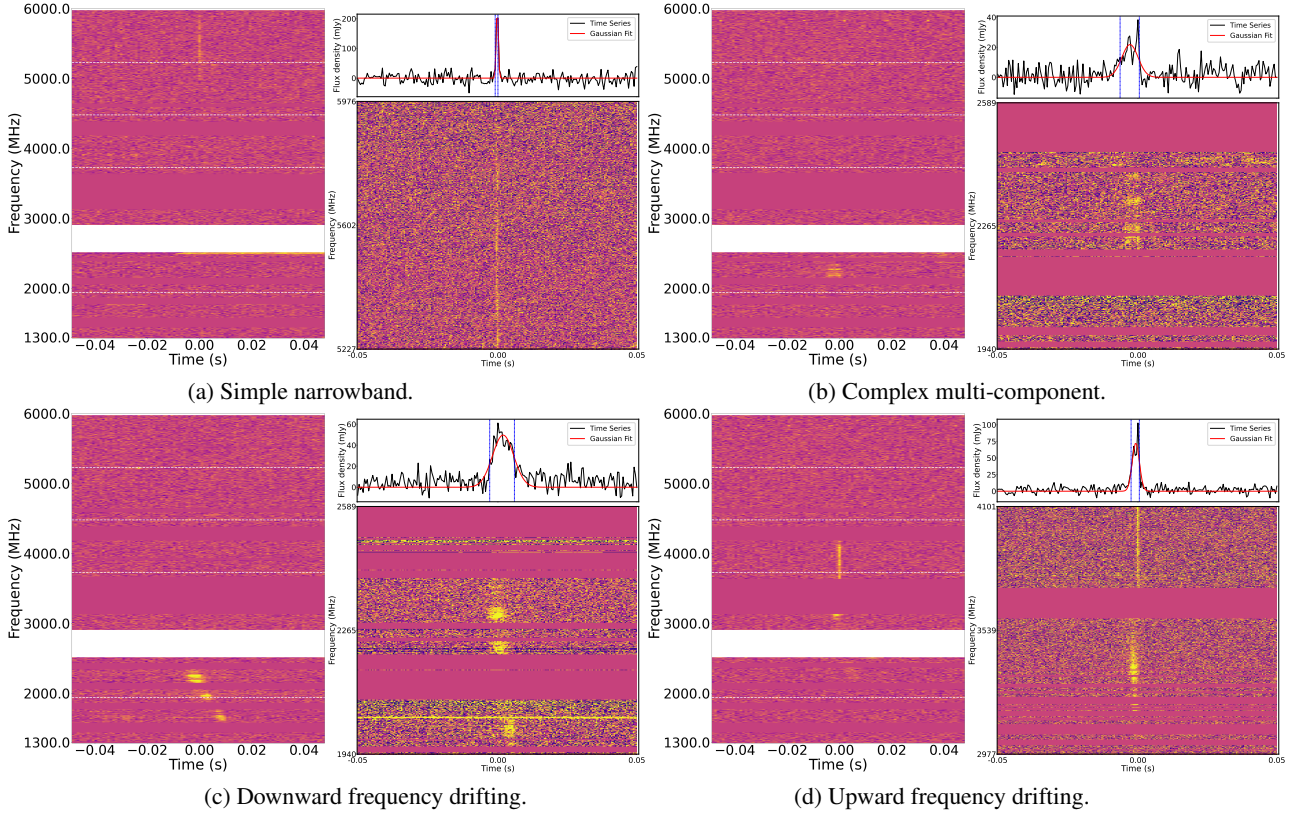 6000.0
5000.0
4000.0
3000.0
2000.0
1300.0
Frequency (MHz)
−0.04 −0.02 0.00 0.02 0.04
Time (s)
200
100
0
Flux density (mJy)
Time Series
Gaussian Fit
5976
5602
5227
Frequency (MHz)
-0.05 0.00 0.05
Time (s)
(a) Simple narrowband.
6000.0
5000.0
4000.0
3000.0
2000.0
1300.0
Frequency (MHz)
−0.04 −0.02 0.00 0.02 0.04
Time (s)
40
20
0
Flux density (mJy)
Time Series
Gaussian Fit
2589
2265
1940
Frequency (MHz)
-0.05 0.00 0.05
Time (s)
(b) Complex multi-component.
6000.0
5000.0
4000.0
3000.0
2000.0
1300.0
Frequency (MHz)
−0.04 −0.02 0.00 0.02 0.04
Time (s)
60
40
20
0
Flux density (mJy)
Time Series
Gaussian Fit
2589
2265
1940
Frequency (MHz)
-0.05 0.00 0.05
Time (s)
(c) Downward frequency drifting.
6000.0
5000.0
4000.0
3000.0
2000.0
1300.0
Frequency (MHz)
−0.04 −0.02 0.00 0.02 0.04
Time (s)
100
75
50
25
0
Flux density (mJy)
Time Series
Gaussian Fit
4101
3539
2977
Frequency (MHz)
-0.05 0.00 0.05
Time (s)
(d) Upward frequency drifting.